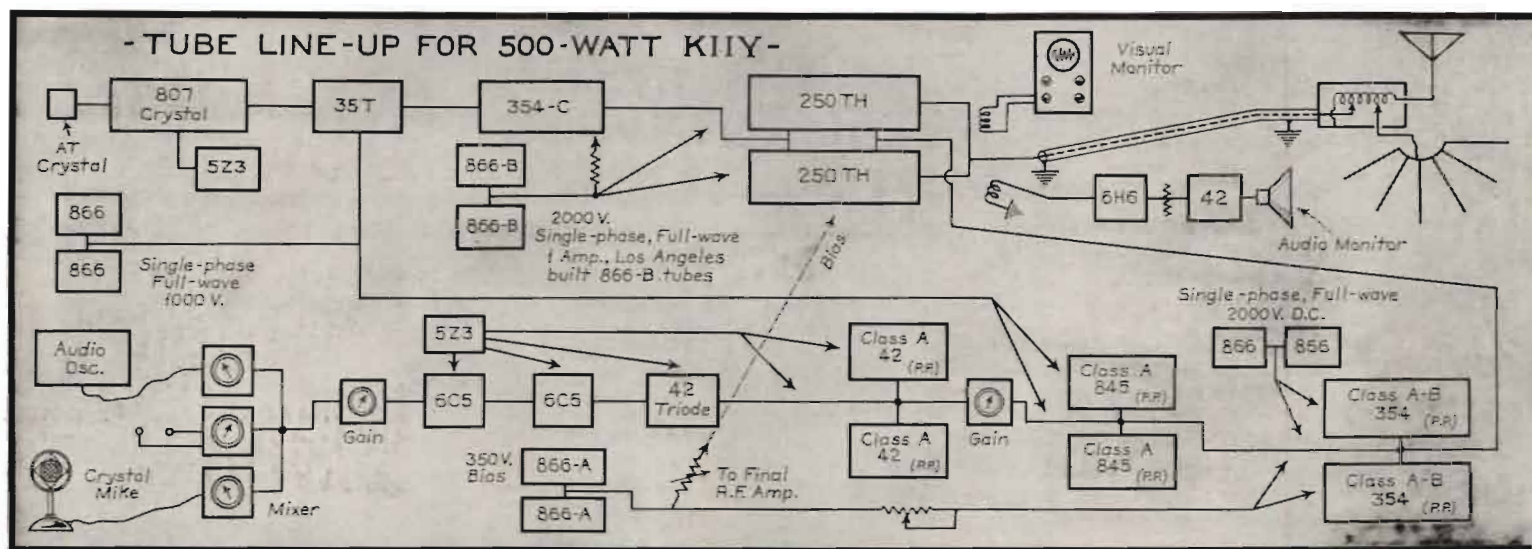 - TUBE LINE-UP FOR 500-WATT KIIY -
807
Crystal
35T
354-C
250 TH
250 TH
Visual
Monitor
AT
Crystal
5Z3
866-B
866-B
2000 V.
Single-phase, Full-wave
1 Amp., Los Angeles
built 866-B tubes
Bias
6H6
42
Audio Monitor
866
866
Single-phase
Full-wave
1000 V.
Single-phase, Full-wave
2000 V. D.C.
866
866
Audio
Osc.
5Z3
6C5
6C5
42
Triode
Gain
Class A
42 (P.P.)
Class A
42 (P.P.)
Gain
Class A
845 (P.P.)
Class A
845 (P.P.)
Class A-B
354 (P.P.)
Class A-B
354 (P.P.)
Crystal
Mike
Mixer
350 V.
Bias
866-A
866-A
To Final
R.F. Amp.